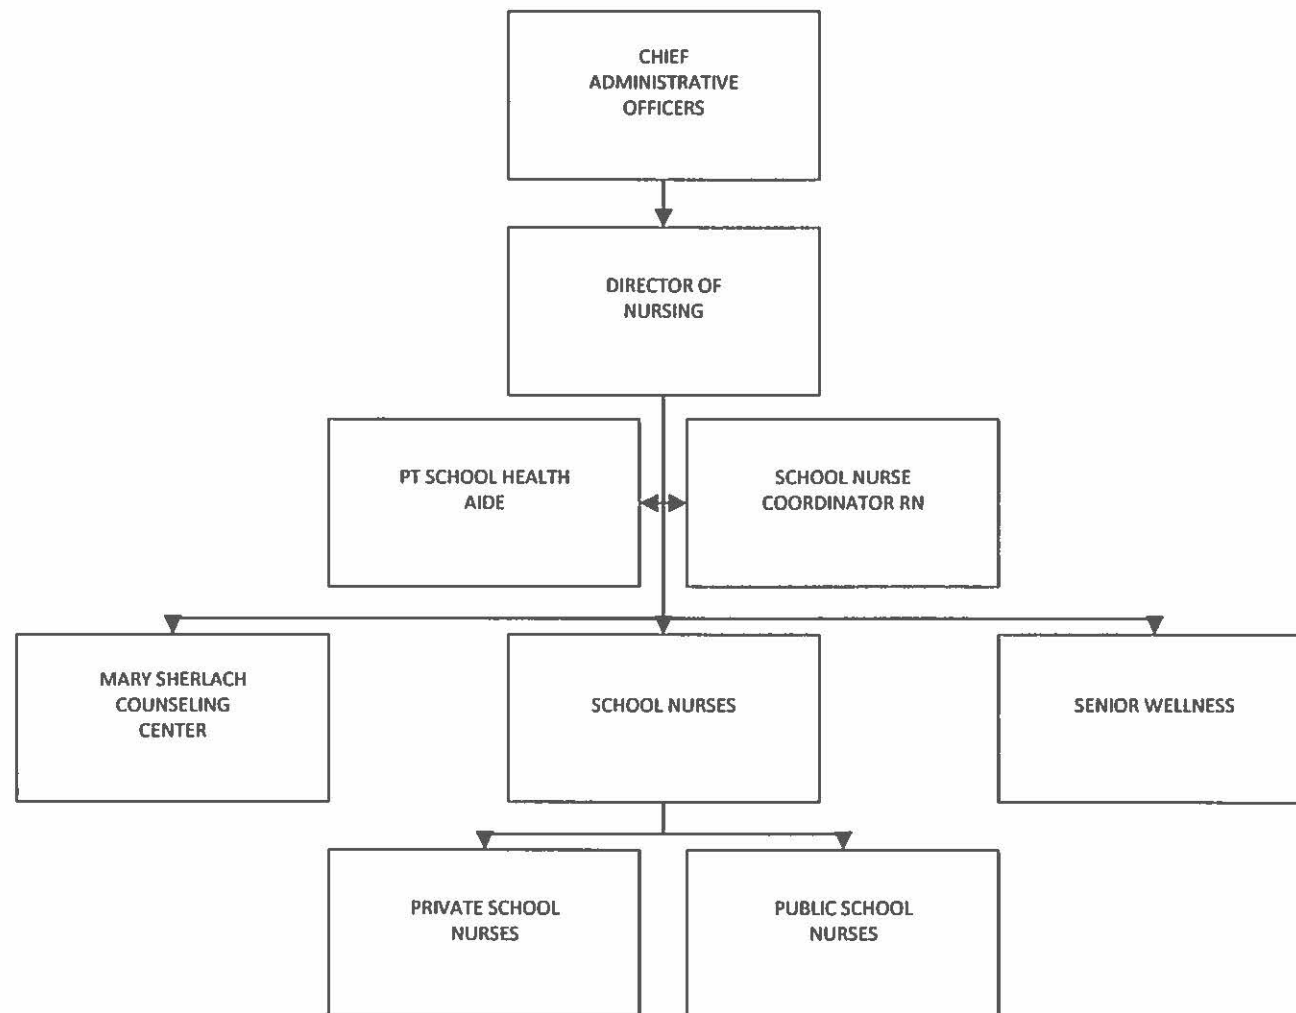 CHIEF
ADMINISTRATIVE
OFFICERS
DIRECTOR OF
NURSING
PT SCHOOL HEALTH
AIDE
SCHOOL NURSE
COORDINATOR RN
MARY SHERLACH
COUNSELING
CENTER
SCHOOL NURSES
SENIOR WELLNESS
PRIVATE SCHOOL
NURSES
PUBLIC SCHOOL
NURSES